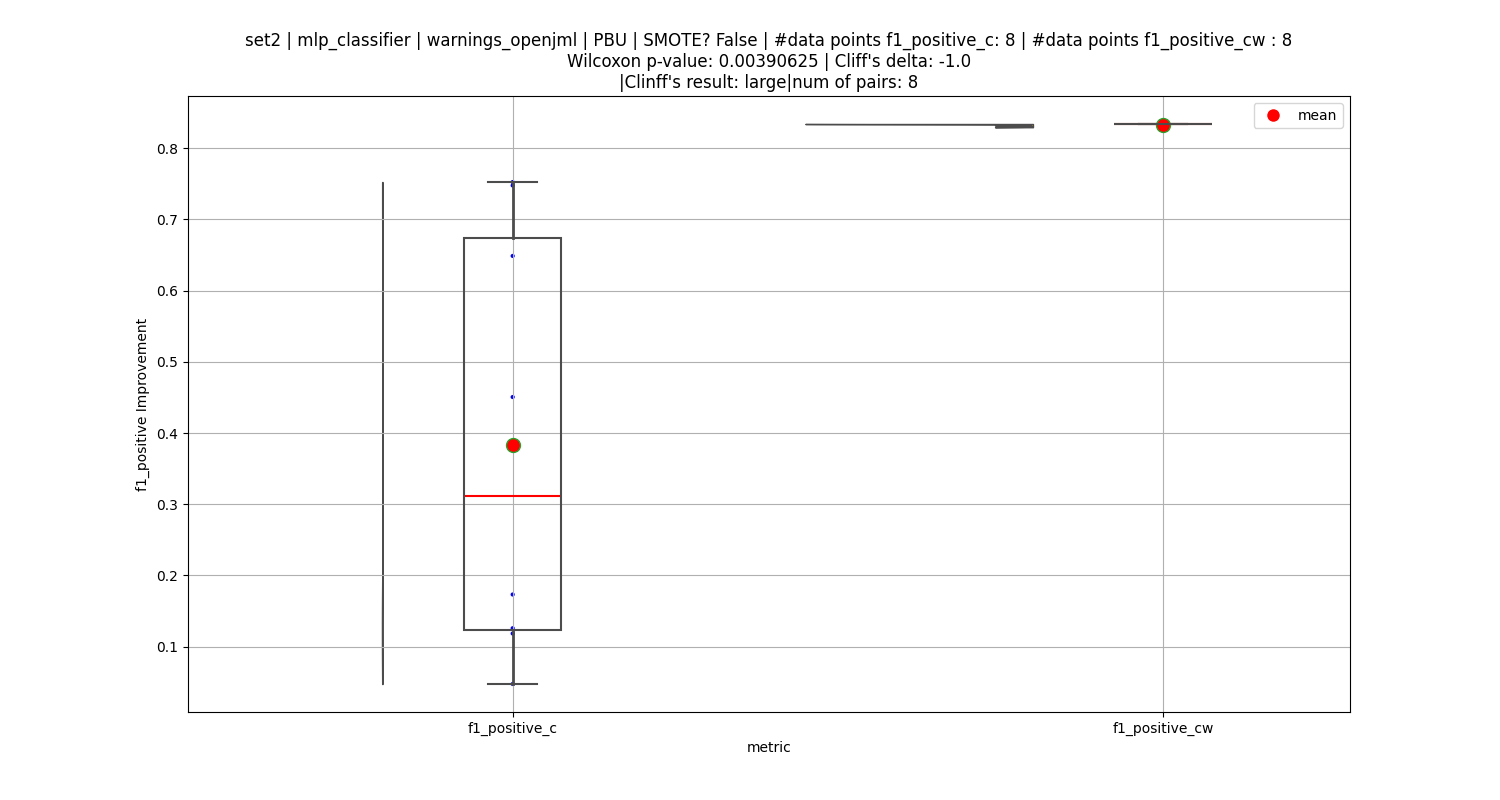 set2 | mlp_classifier | warnings_openjml | PBU | SMOTE? False | #data points f1_positive_c: 8 | #data points f1_positive_cw : 8
Wilcoxon p-value: 0.00390625 | Cliff's delta: -1.0
|Clinff's result: large|num of pairs: 8
mean
0.8
0.7
0.6
0.5
0.4
0.3
0.2
0.1
f1_positive Improvement
f1_positive_c
f1_positive_cw
metric